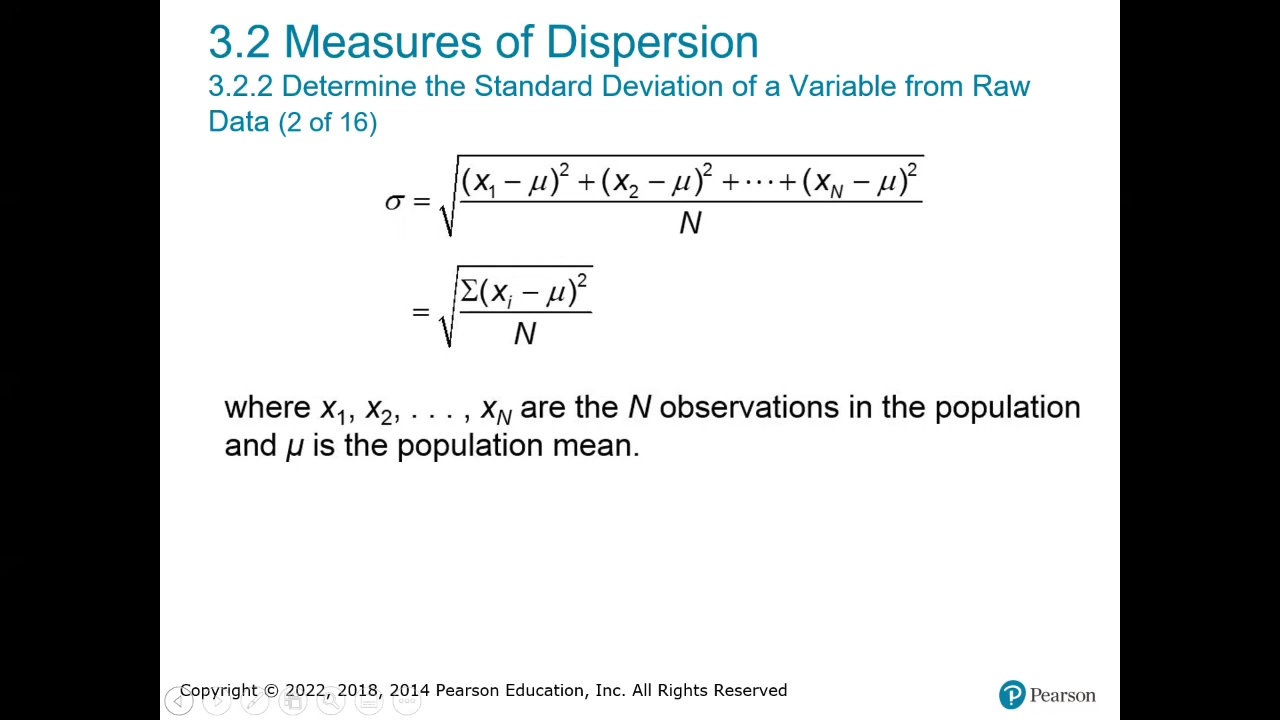 3.2 Measures of Dispersion
3.2.2 Determine the Standard Deviation of a Variable from Raw
Data (2 of 16)
σ = √((x₁ − μ)² + (x₂ − μ)² + ⋯ + (x_N − μ)² / N)
= √(Σ(xᵢ − μ)² / N)
where x₁, x₂, . . . , x_N are the N observations in the population
and μ is the population mean.
Copyright © 2022, 2018, 2014 Pearson Education, Inc. All Rights Reserved
P Pearson